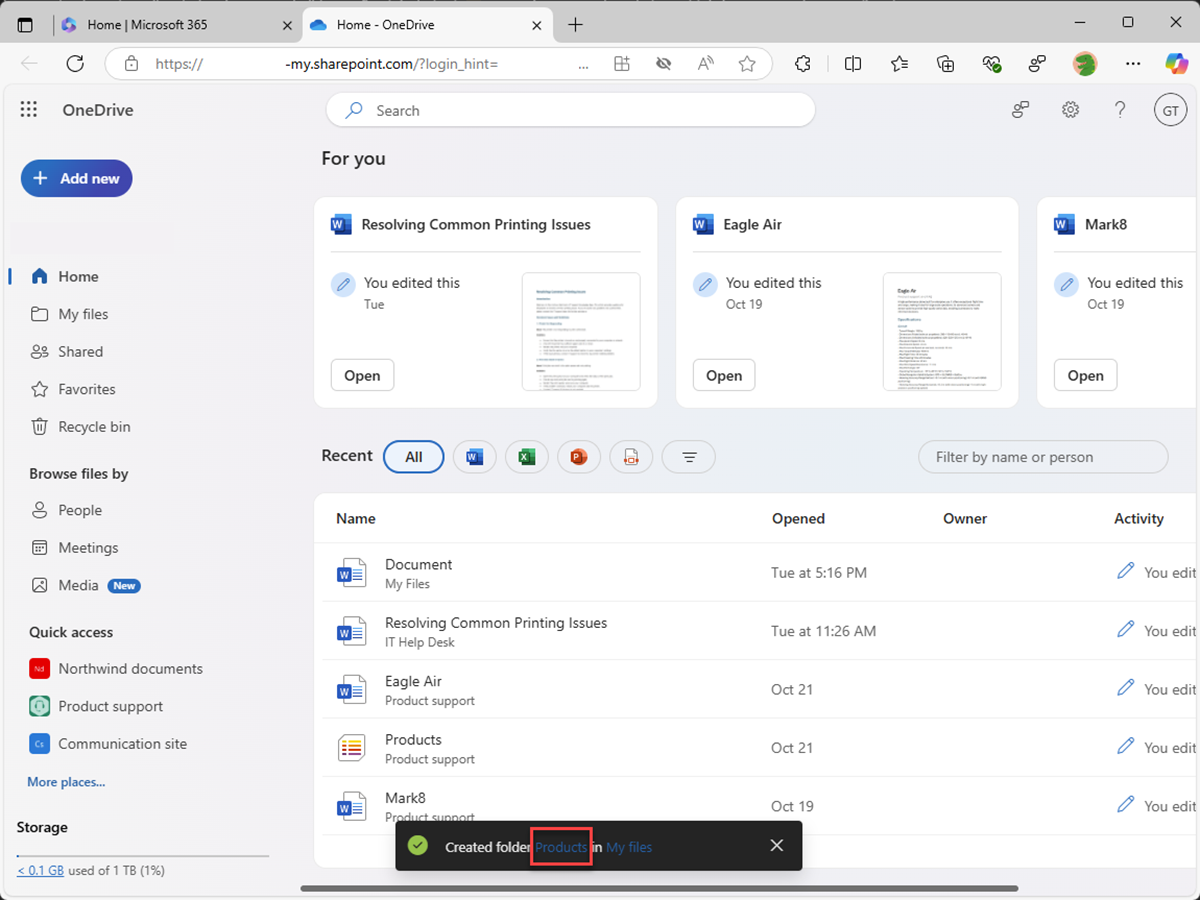 Home | Microsoft 365
Home - OneDrive
https://
-my.sharepoint.com/?login_hint=
...
OneDrive
Search
GT
Add new
For you
Resolving Common Printing Issues
Eagle Air
Mark8
You edited this
Tue
You edited this
Oct 19
You edited this
Oct 19
Eagle Air
Open
Open
Open
Home
My files
Shared
Favorites
Recycle bin
Browse files by
People
Meetings
Media New
Quick access
Nd Northwind documents
Product support
Cs Communication site
More places...
Storage
< 0.1 GB used of 1 TB (1%)
Recent All
Filter by name or person
Name Opened Owner Activity
Document
My Files
Tue at 5:16 PM
You edit
Resolving Common Printing Issues
IT Help Desk
Tue at 11:26 AM
You edit
Eagle Air
Product support
Oct 21
You edit
Products
Product support
Oct 21
You edit
Mark8
Product support
Oct 19
You edit
Created folder Products in My files